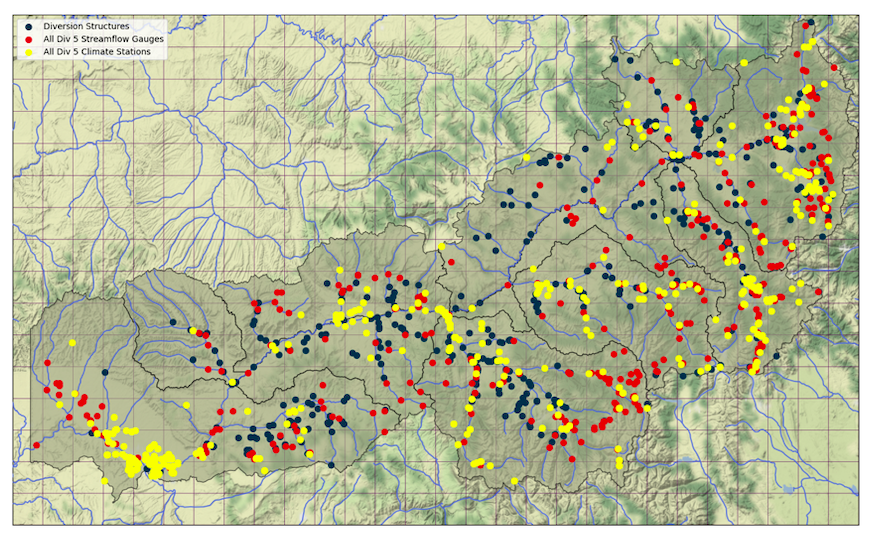 Diversion Structures
All Div 5 Streamflow Gauges
All Div 5 Climate Stations